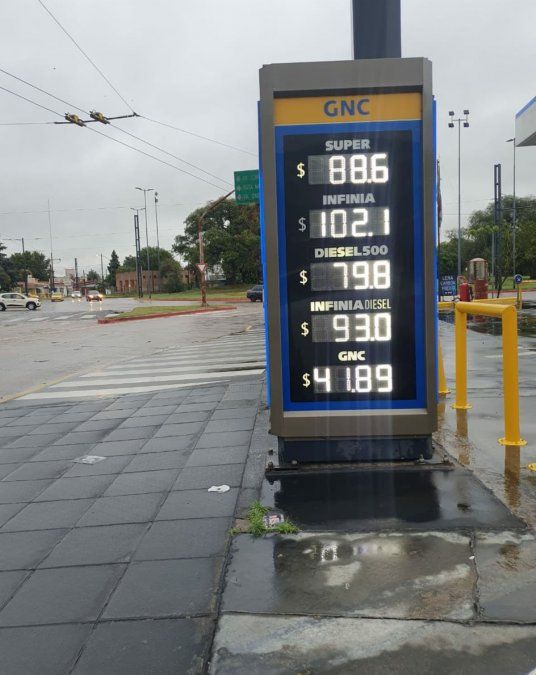 GNC
SUPER
$ 88.6
INFINIA
$ 102.1
DIESEL500
$ 79.8
INFINIA DIESEL
$ 93.0
GNC
$ 41.89